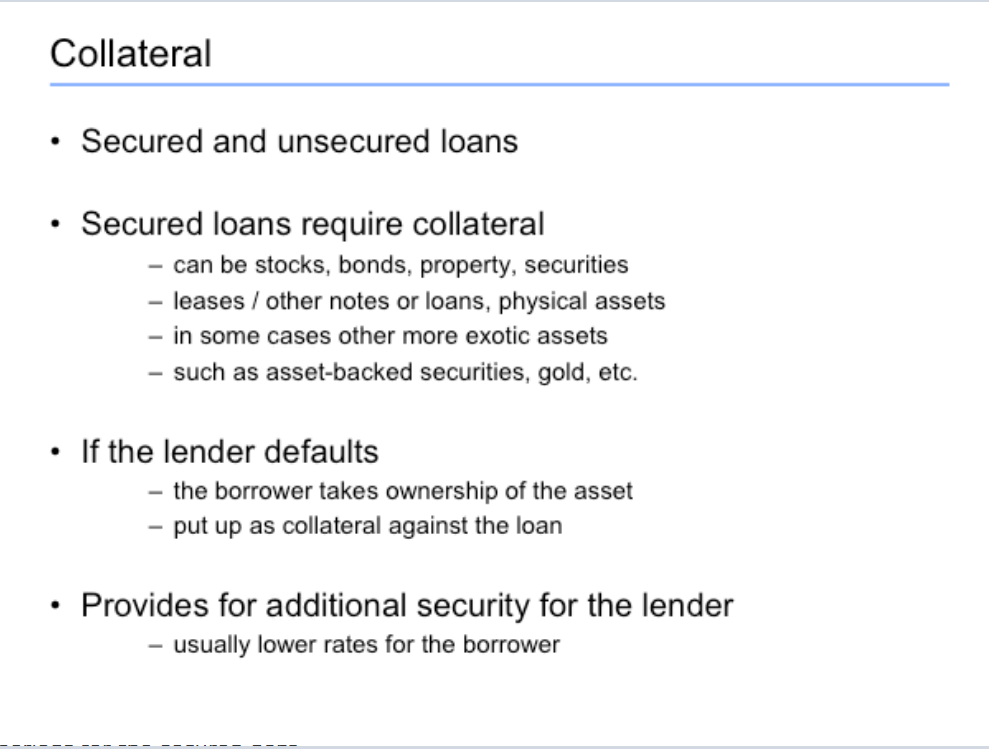 Collateral
• Secured and unsecured loans
• Secured loans require collateral
– can be stocks, bonds, property, securities
– leases / other notes or loans, physical assets
– in some cases other more exotic assets
– such as asset-backed securities, gold, etc.
• If the lender defaults
– the borrower takes ownership of the asset
– put up as collateral against the loan
• Provides for additional security for the lender
– usually lower rates for the borrower